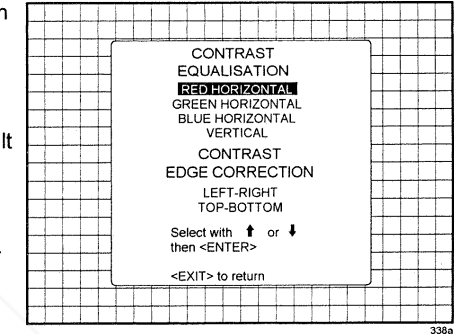 n
CONTRAST
EQUALISATION
RED HORIZONTAL
GREEN HORIZONTAL
BLUE HORIZONTAL
VERTICAL
lt
CONTRAST
EDGE CORRECTION
LEFT-RIGHT
TOP-BOTTOM
Select with ⬆ or ⬇
then <ENTER>
<EXIT> to return
338a